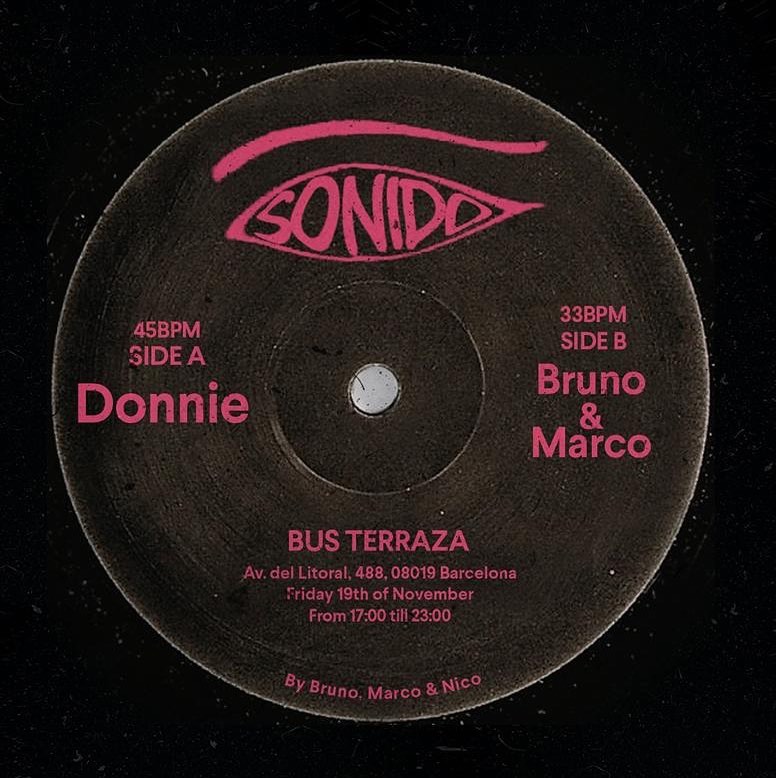 SONIDO
45BPM
SIDE A
Donnie
33BPM
SIDE B
Bruno
&
Marco
BUS TERRAZA
Av. del Litoral, 488, 08019 Barcelona
Friday 19th of November
From 17:00 till 23:00
By Bruno, Marco & Nico